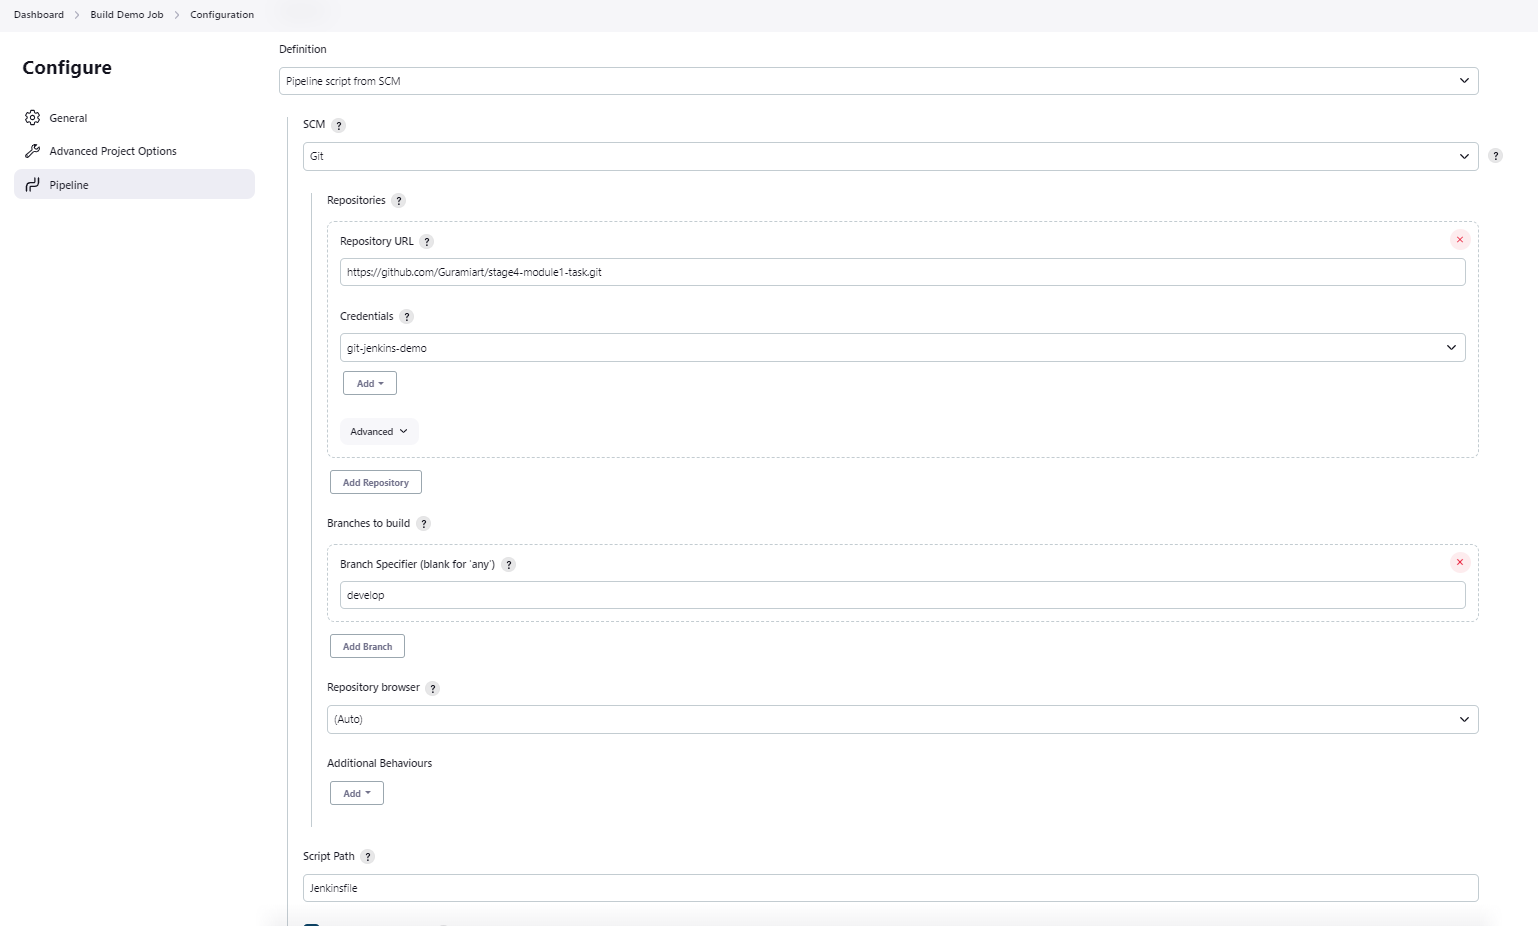 Dashboard > Build Demo Job > Configuration
Configure
General
Advanced Project Options
Pipeline
Definition
Pipeline script from SCM
SCM ?
Git
?
Repositories ?
Repository URL ?
https://github.com/Guramiart/stage4-module1-task.git
Credentials ?
git-jenkins-demo
Add
Advanced
Add Repository
Branches to build ?
Branch Specifier (blank for 'any') ?
develop
Add Branch
Repository browser ?
(Auto)
Additional Behaviours
Add
Script Path ?
Jenkinsfile